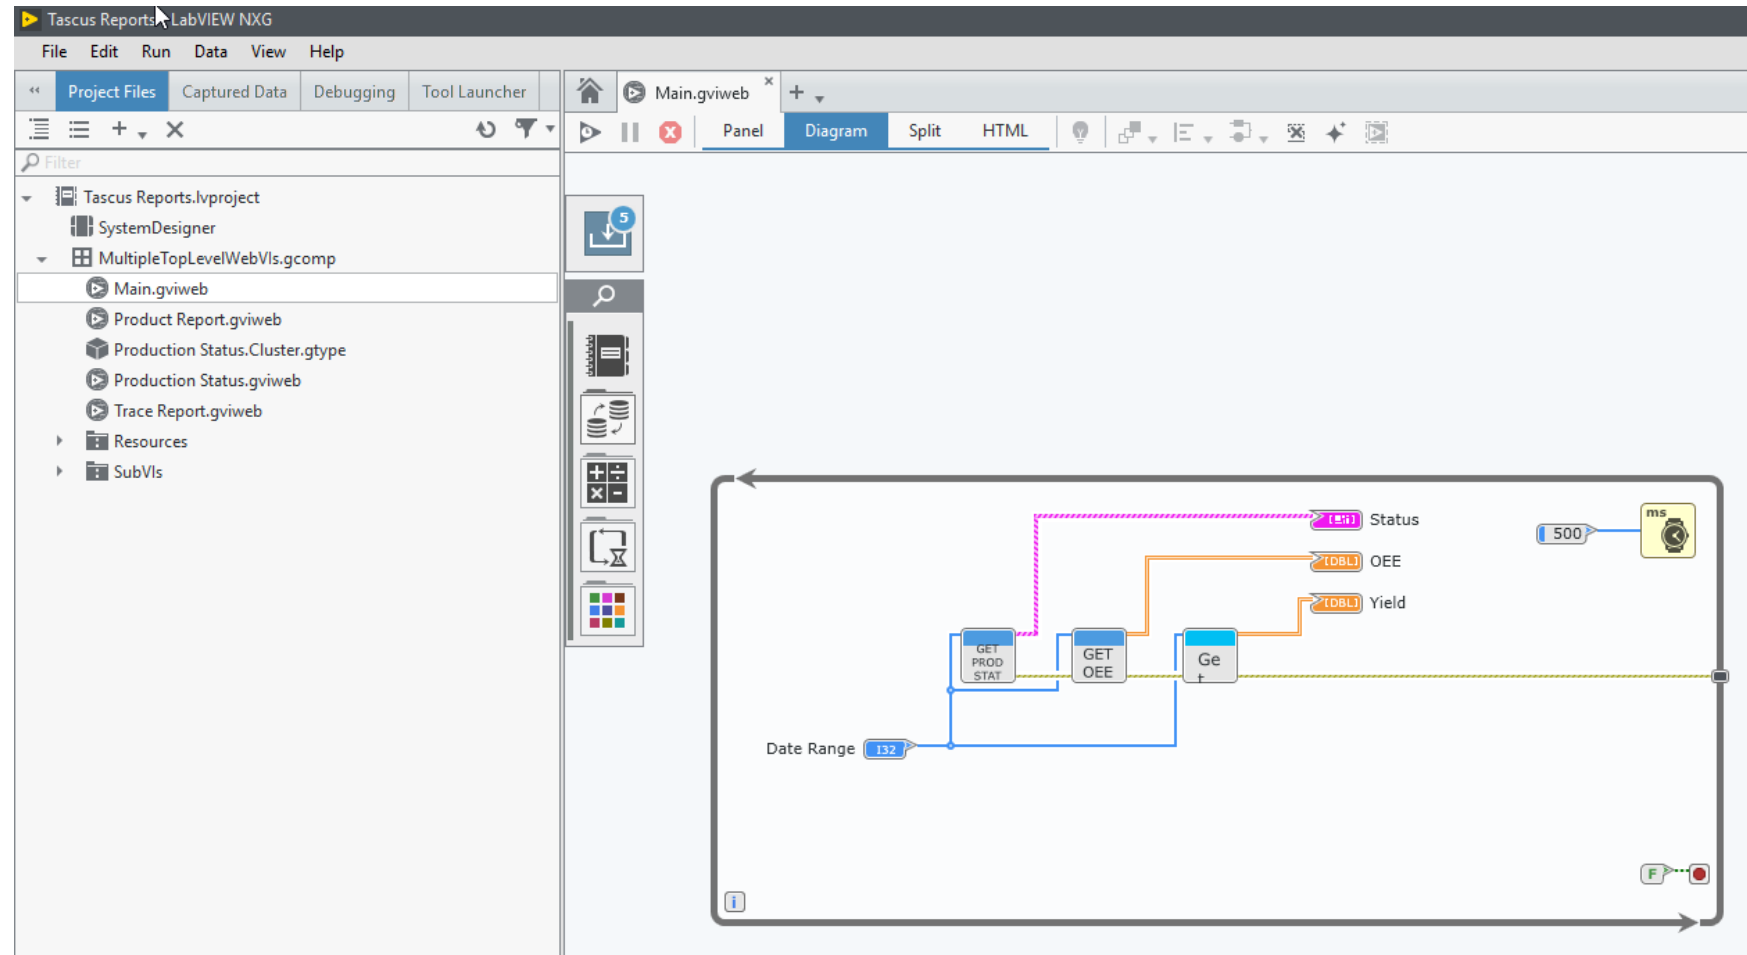 Tascus Reports - LabVIEW NXG
File Edit Run Data View Help
Project Files Captured Data Debugging Tool Launcher
Main.gviweb
Panel Diagram Split HTML
Filter
Tascus Reports.lvproject
SystemDesigner
MultipleTopLevelWebVIs.gcomp
Main.gviweb
Product Report.gviweb
Production Status.Cluster.gtype
Production Status.gviweb
Trace Report.gviweb
Resources
SubVIs
5
Status
[DBL] OEE
[DBL] Yield
500
ms
GET
PROD
STAT
GET
OEE
Ge
t
Date Range I32
F
i